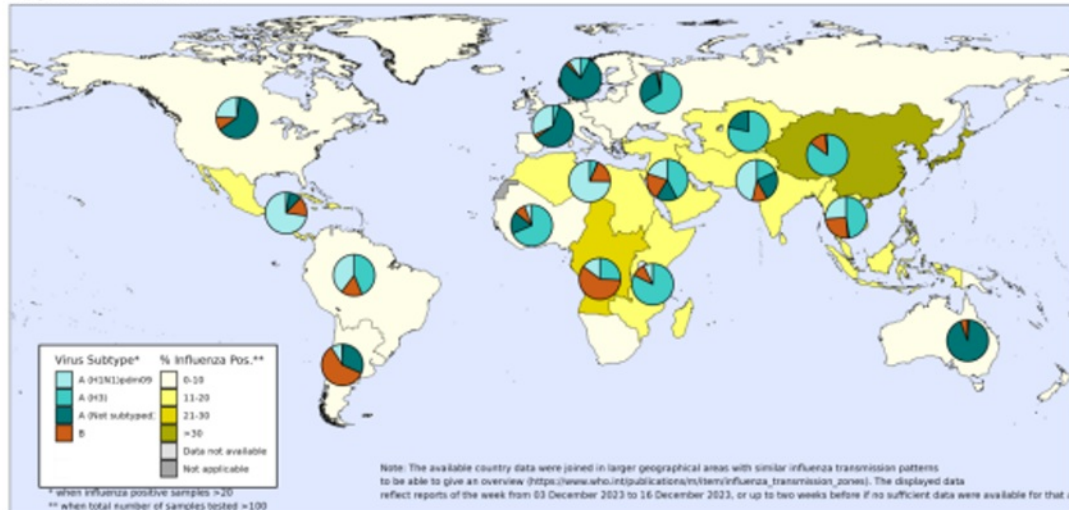 Virus Subtype*
A (H1N1)pdm09
A (H3)
A (Not subtyped)
B
% Influenza Pos.**
0-10
11-20
21-30
>30
Data not available
Not applicable
* when influenza positive samples >20
** when total number of samples tested >100
Note: The available country data were joined in larger geographical areas with similar influenza transmission patterns
to be able to give an overview (https://www.who.int/publications/m/item/influenza_transmission_zones). The displayed data
reflect reports of the week from 03 December 2023 to 16 December 2023, or up to two weeks before if no sufficient data were available for that